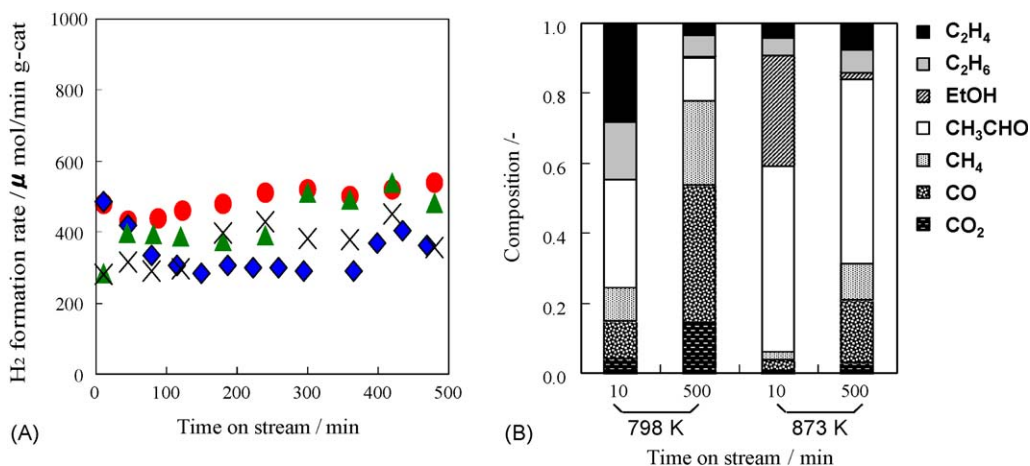 1000
800
600
400
200
0
H₂ formation rate / μ mol/min g-cat
0 100 200 300 400 500
Time on stream / min
(A)
1.0
0.8
0.6
0.4
0.2
0.0
Composition /-
10 500 10 500
798 K 873 K
Time on stream / min
(B)
C₂H₄
C₂H₆
EtOH
CH₃CHO
CH₄
CO
CO₂